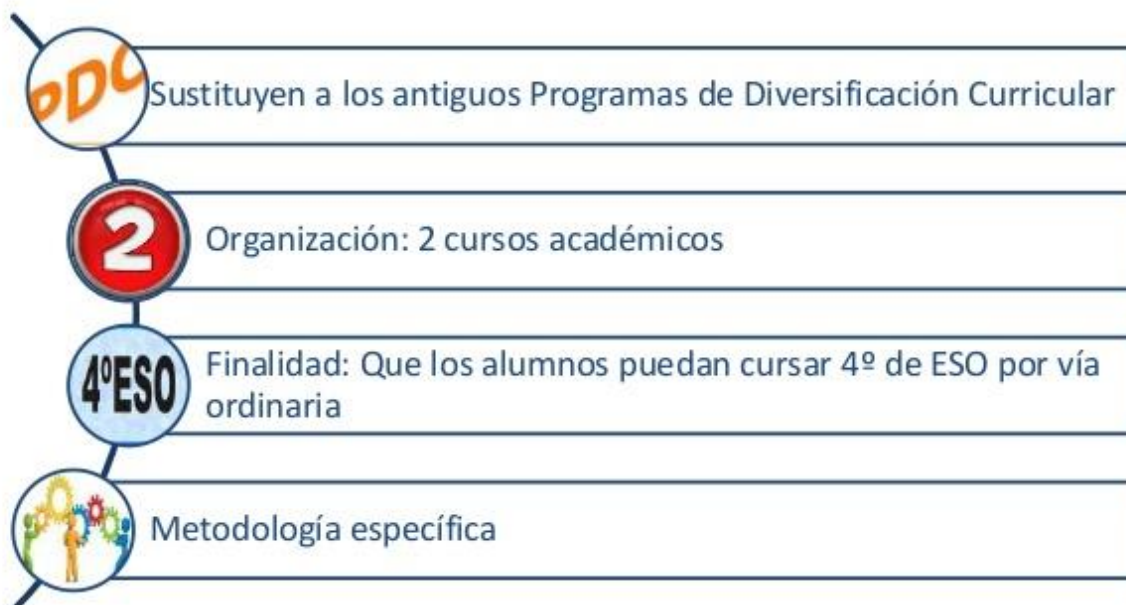 PDC
Sustituyen a los antiguos Programas de Diversificación Curricular
2
Organización: 2 cursos académicos
4ºESO
Finalidad: Que los alumnos puedan cursar 4º de ESO por vía
ordinaria
Metodología específica